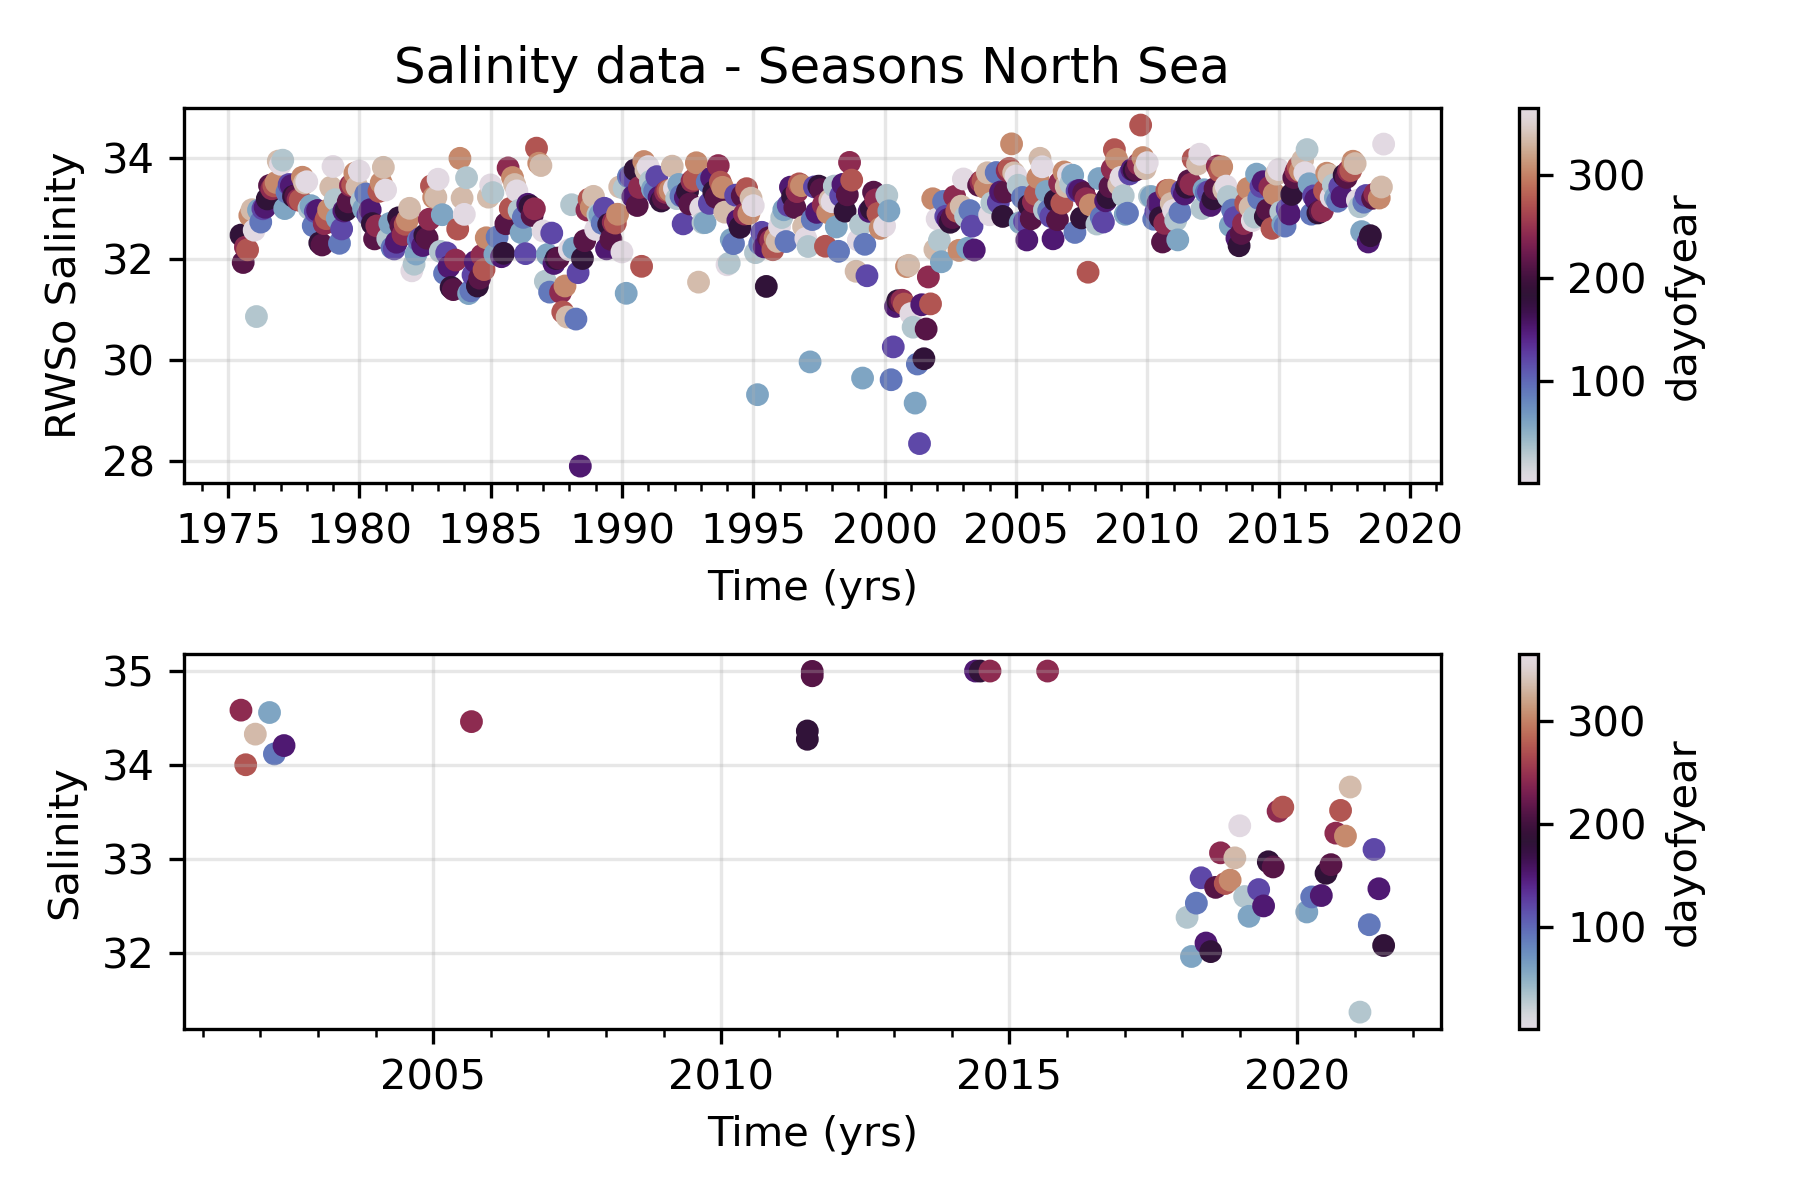 Salinity data - Seasons North Sea
RWSo Salinity
34
32
30
28
1975 1980 1985 1990 1995 2000 2005 2010 2015 2020
Time (yrs)
300
200
100
dayofyear
Salinity
35
34
33
32
2005 2010 2015 2020
Time (yrs)
300
200
100
dayofyear